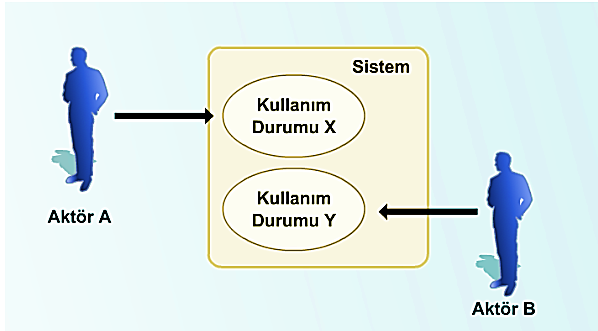 Sistem
Kullanım
Durumu X
Kullanım
Durumu Y
Aktör A
Aktör B